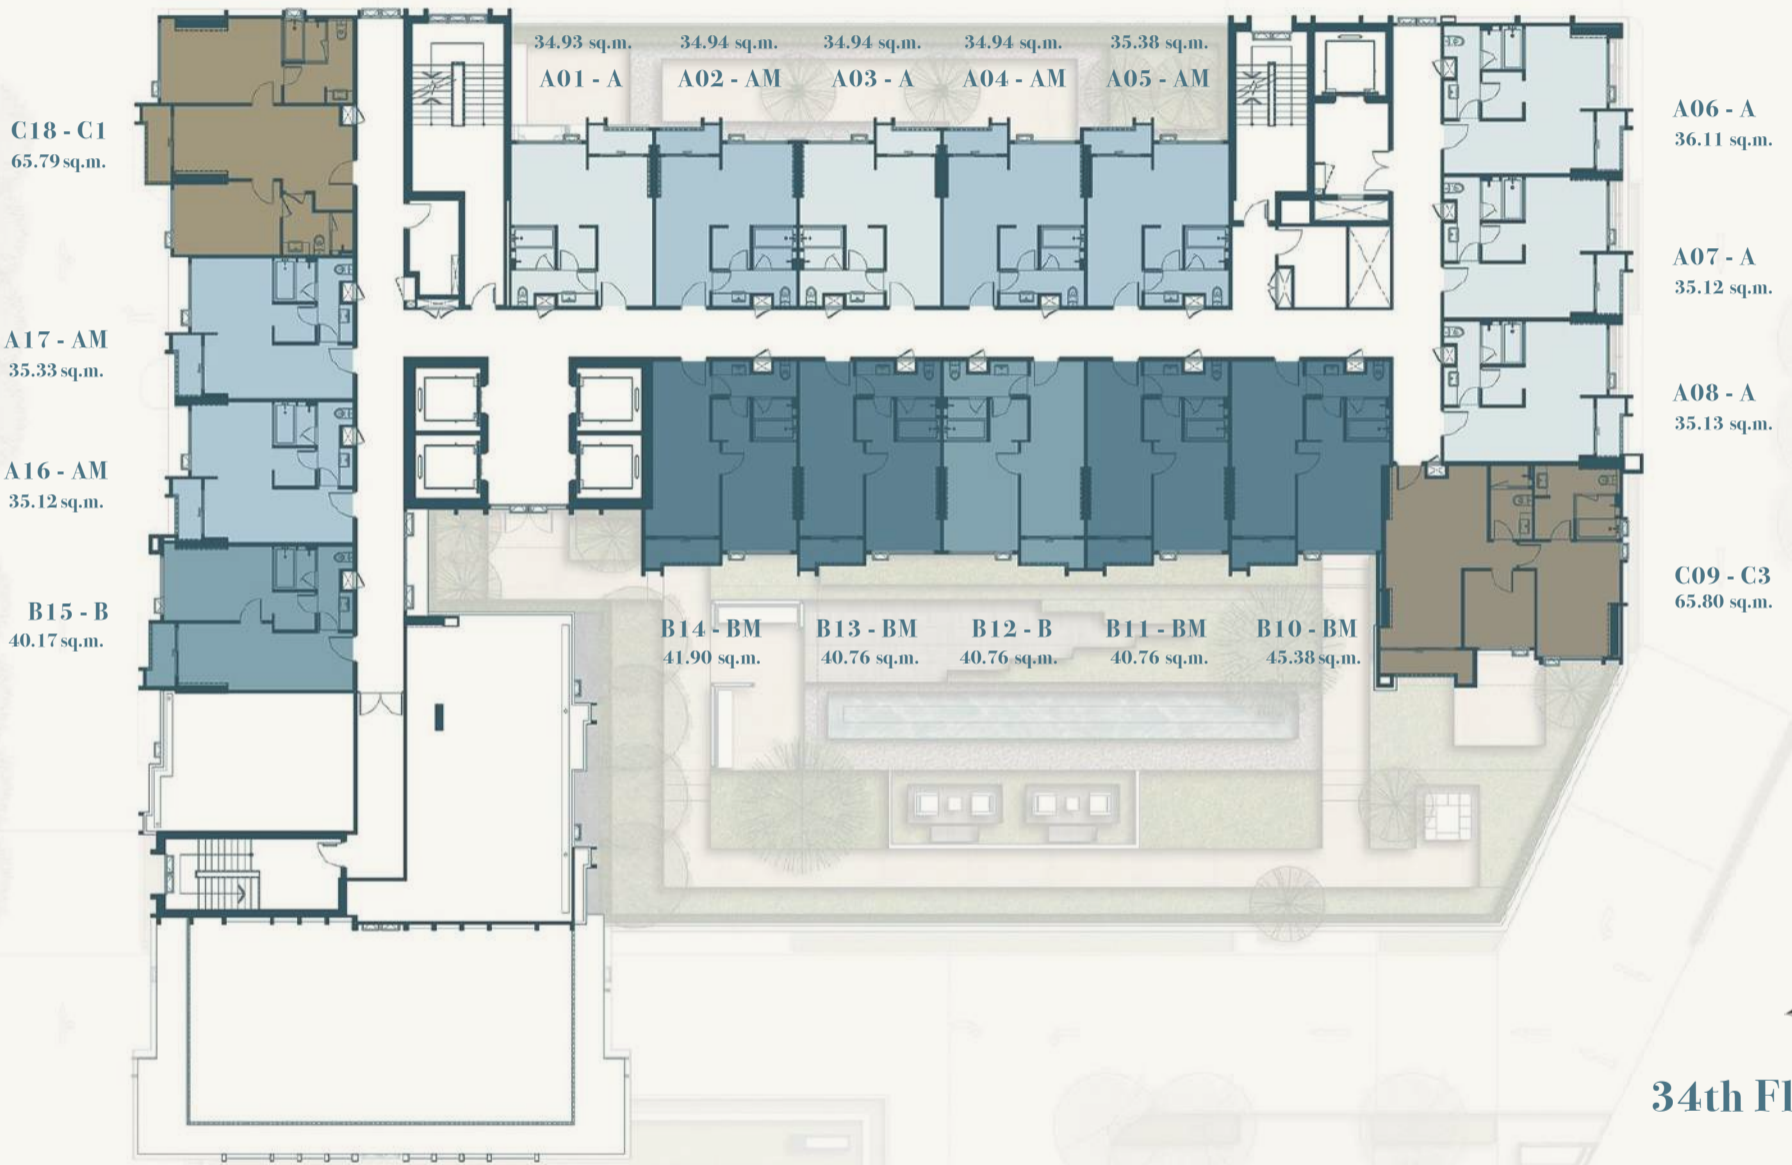 34.93 sq.m.
A01 - A
34.94 sq.m.
A02 - AM
34.94 sq.m.
A03 - A
34.94 sq.m.
A04 - AM
35.38 sq.m.
A05 - AM
A06 - A
36.11 sq.m.
A07 - A
35.12 sq.m.
A08 - A
35.13 sq.m.
C09 - C3
65.80 sq.m.
C18 - C1
65.79 sq.m.
A17 - AM
35.33 sq.m.
A16 - AM
35.12 sq.m.
B15 - B
40.17 sq.m.
B14 - BM
41.90 sq.m.
B13 - BM
40.76 sq.m.
B12 - B
40.76 sq.m.
B11 - BM
40.76 sq.m.
B10 - BM
45.38 sq.m.
34th Fl